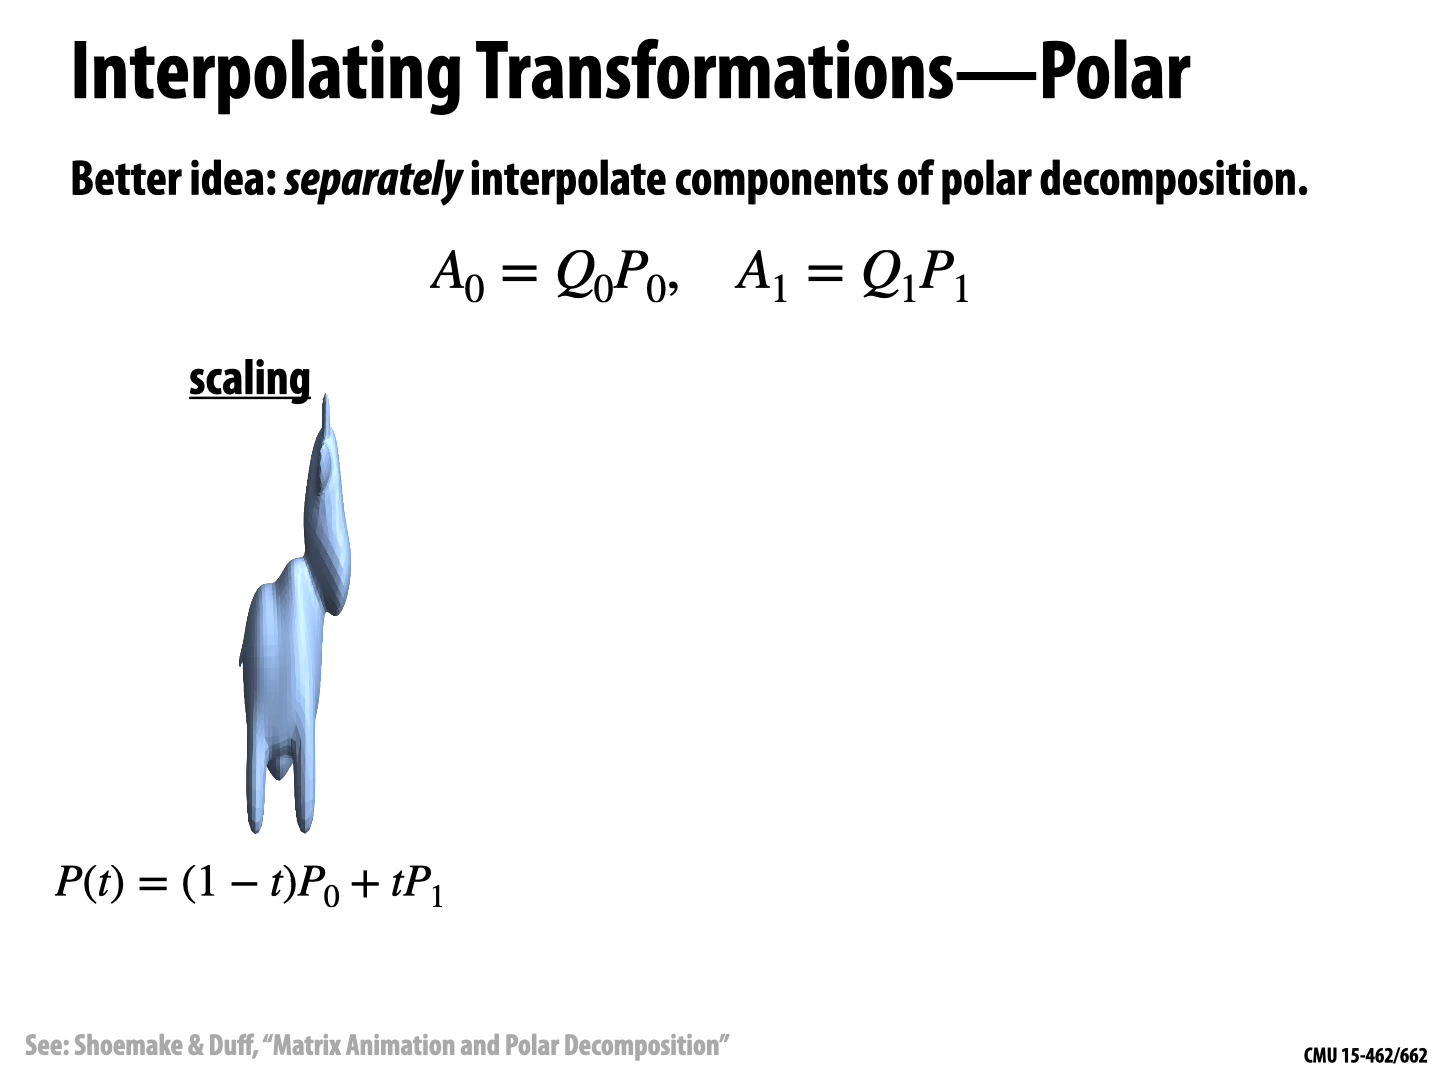 Interpolating Transformations—Polar
Better idea: separately interpolate components of polar decomposition.
A₀ = Q₀P₀, A₁ = Q₁P₁
scaling
P(t) = (1 − t)P₀ + tP₁
See: Shoemake & Duff, “Matrix Animation and Polar Decomposition”
CMU 15-462/662